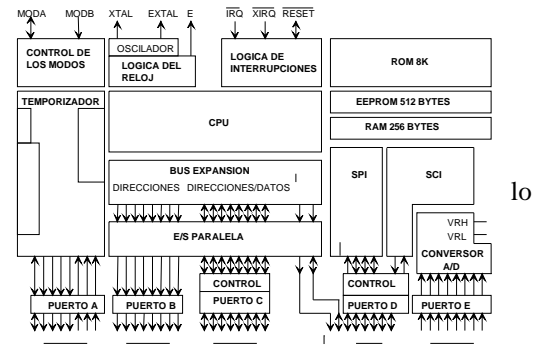 MODA MODB XTAL EXTAL E IRQ XIRQ RESET
CONTROL DE
LOS MODOS
OSCILADOR
LOGICA DEL
RELOJ
LOGICA DE
INTERRUPCIONES
ROM 8K
TEMPORIZADOR
CPU
EEPROM 512 BYTES
RAM 256 BYTES
BUS EXPANSION
DIRECCIONES DIRECCIONES/DATOS
SPI
SCI
lo
E/S PARALELA
VRH
VRL
CONVERSOR
A/D
CONTROL
CONTROL
PUERTO A
PUERTO B
PUERTO C
PUERTO D
PUERTO E